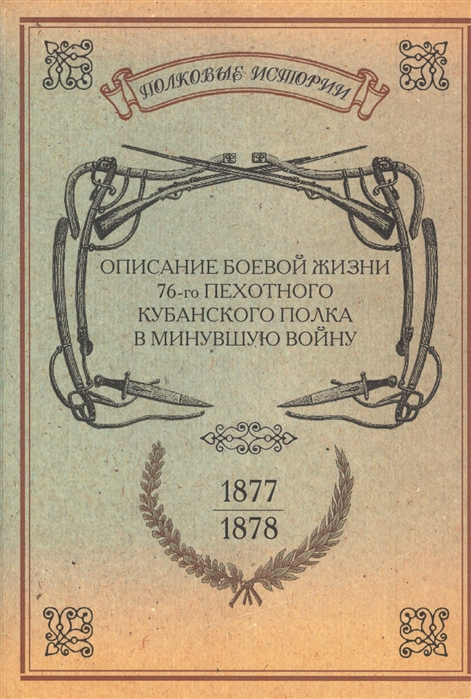 ПОЛКОВЫЕ ИСТОРИИ
ОПИСАНИЕ БОЕВОЙ ЖИЗНИ
76-го ПЕХОТНОГО
КУБАНСКОГО ПОЛКА
В МИНУВШУЮ ВОЙНУ
1877
1878